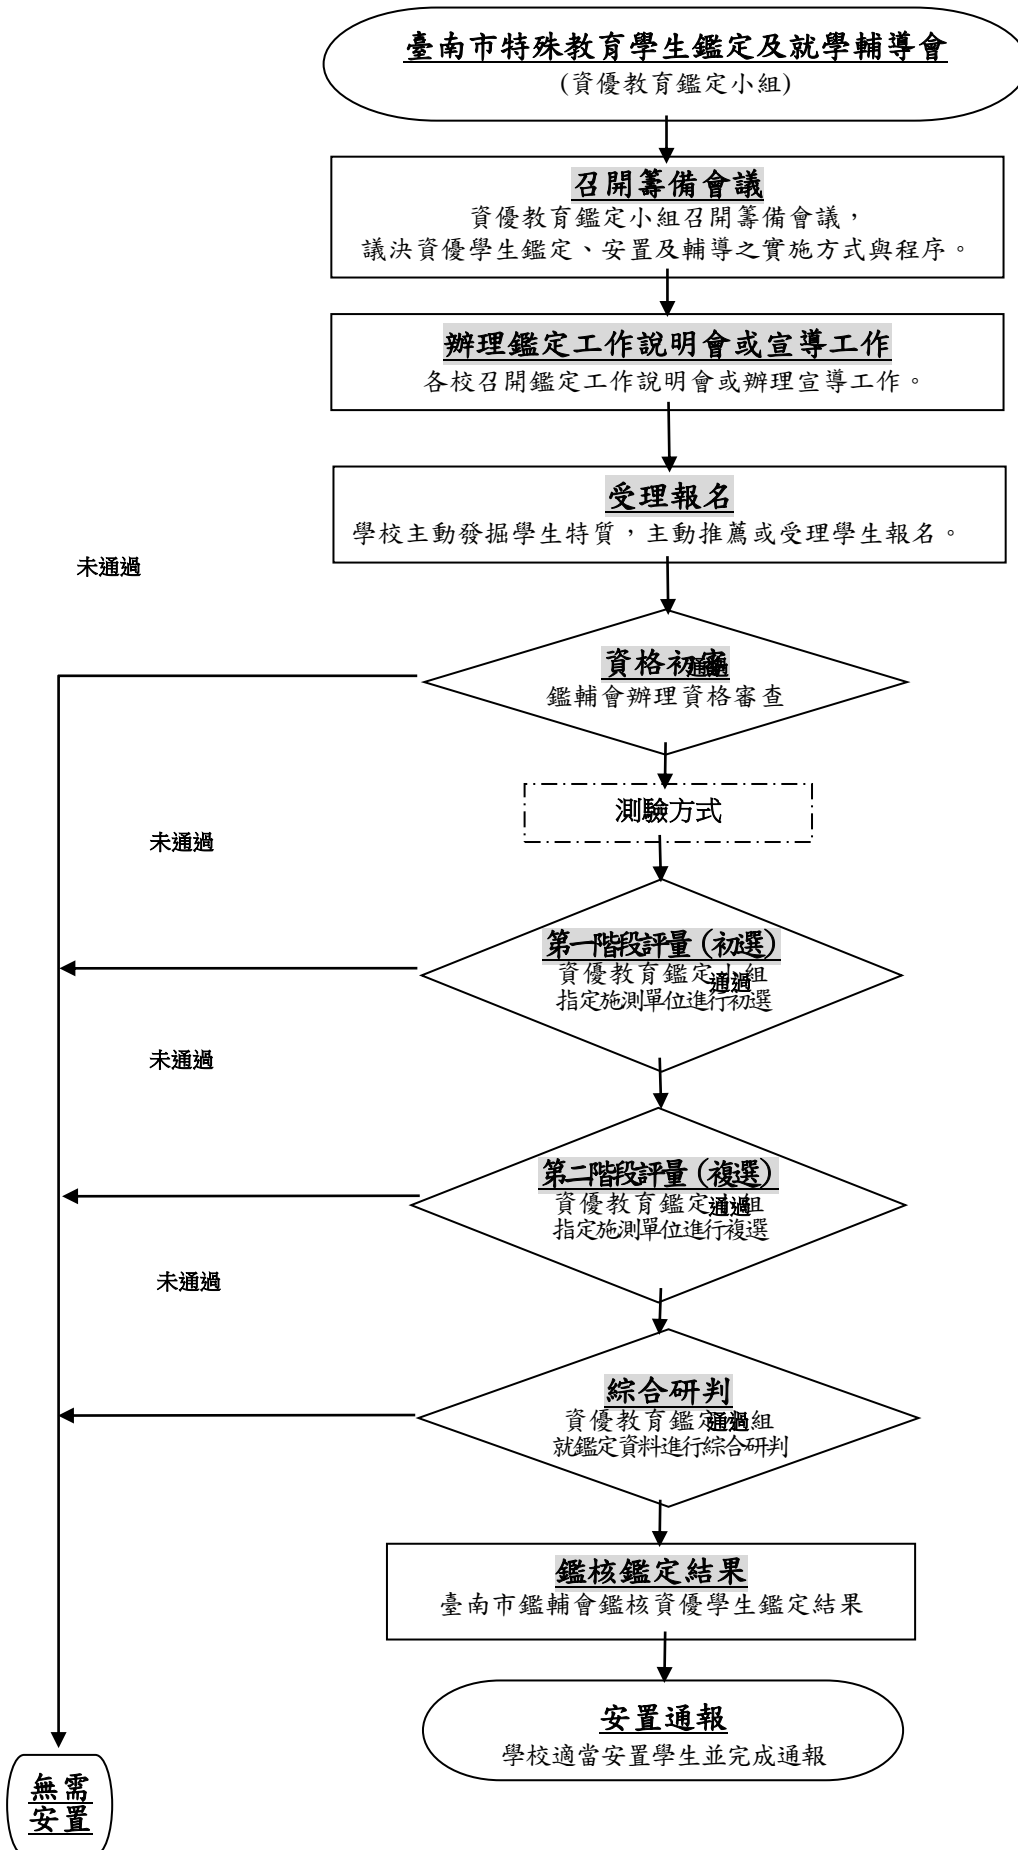 臺南市特殊教育學生鑑定及就學輔導會
(資優教育鑑定小組)
召開籌備會議
資優教育鑑定小組召開籌備會議，
議決資優學生鑑定、安置及輔導之實施方式與程序。
辦理鑑定工作說明會或宣導工作
各校召開鑑定工作說明會或辦理宣導工作。
受理報名
學校主動發掘學生特質，主動推薦或受理學生報名。
未通過
資格初審
通過
鑑輔會辦理資格審查
測驗方式
未通過
第一階段評量(初選)
資優教育鑑定小組
通過
指定施測單位進行初選
未通過
第二階段評量(複選)
資優教育鑑定小組
通過
指定施測單位進行複選
未通過
綜合研判
資優教育鑑定小組
通過
就鑑定資料進行綜合研判
鑑核鑑定結果
臺南市鑑輔會鑑核資優學生鑑定結果
安置通報
學校適當安置學生並完成通報
無需
安置